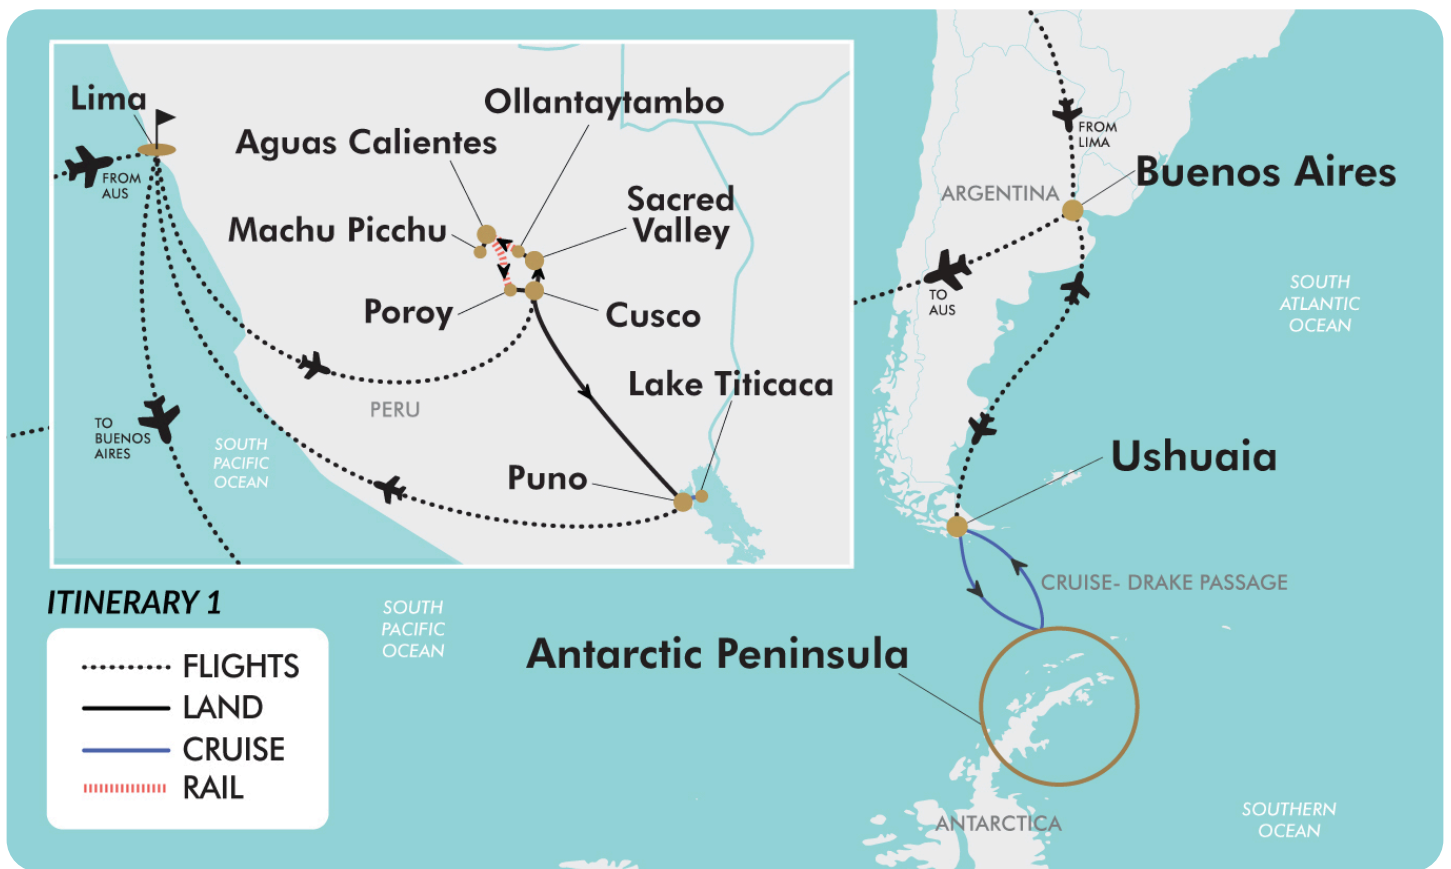 Lima
FROM
AUS
Ollantaytambo
Aguas Calientes
Sacred
Valley
Machu Picchu
Poroy
Cusco
Lake Titicaca
PERU
TO
BUENOS
AIRES
SOUTH
PACIFIC
OCEAN
Puno
FROM
LIMA
Buenos Aires
ARGENTINA
TO
AUS
SOUTH
ATLANTIC
OCEAN
Ushuaia
CRUISE- DRAKE PASSAGE
SOUTH
PACIFIC
OCEAN
Antarctic Peninsula
ANTARCTICA
SOUTHERN
OCEAN
ITINERARY 1
FLIGHTS
LAND
CRUISE
RAIL